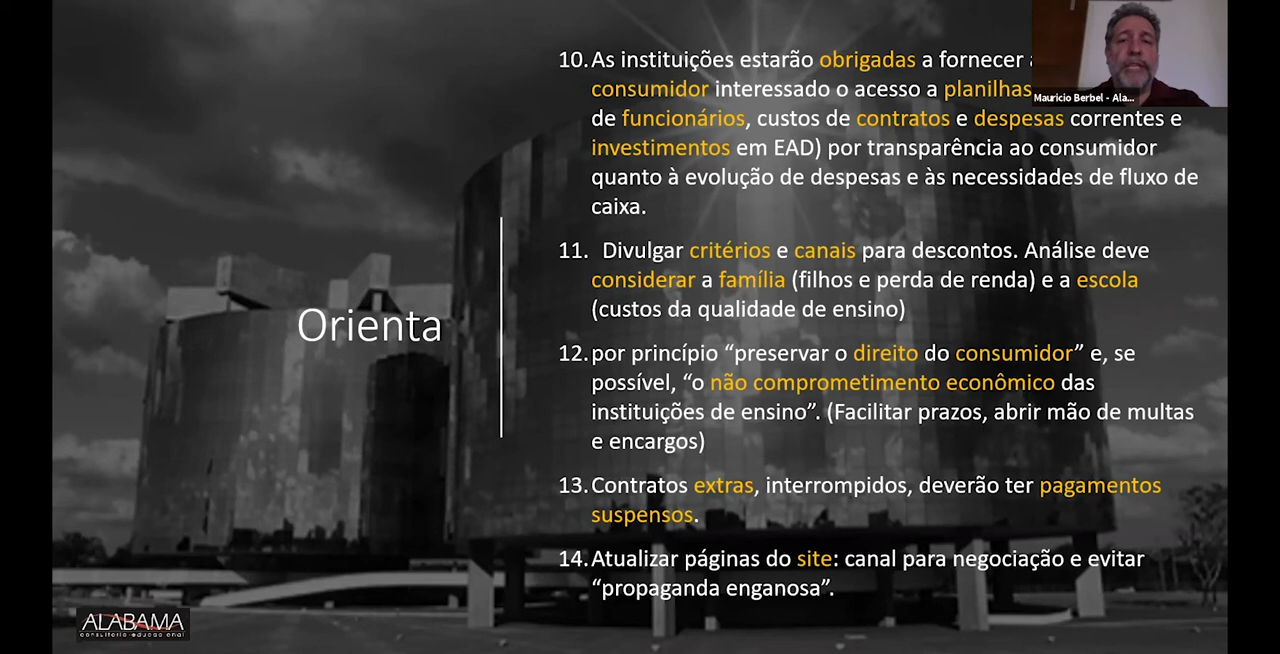 10. As instituições estarão obrigadas a fornecer
consumidor interessado o acesso a planilhas
Mauricio Berbel - Ala...
de funcionários, custos de contratos e despesas correntes e
investimentos em EAD) por transparência ao consumidor
quanto à evolução de despesas e às necessidades de fluxo de
caixa.
11. Divulgar critérios e canais para descontos. Análise deve
considerar a família (filhos e perda de renda) e a escola
(custos da qualidade de ensino)
Orienta
12. por princípio “preservar o direito do consumidor” e, se
possível, “o não comprometimento econômico das
instituições de ensino”. (Facilitar prazos, abrir mão de multas
e encargos)
13. Contratos extras, interrompidos, deverão ter pagamentos
suspensos.
14. Atualizar páginas do site: canal para negociação e evitar
“propaganda enganosa”.
ALABAMA
consultoria educacional